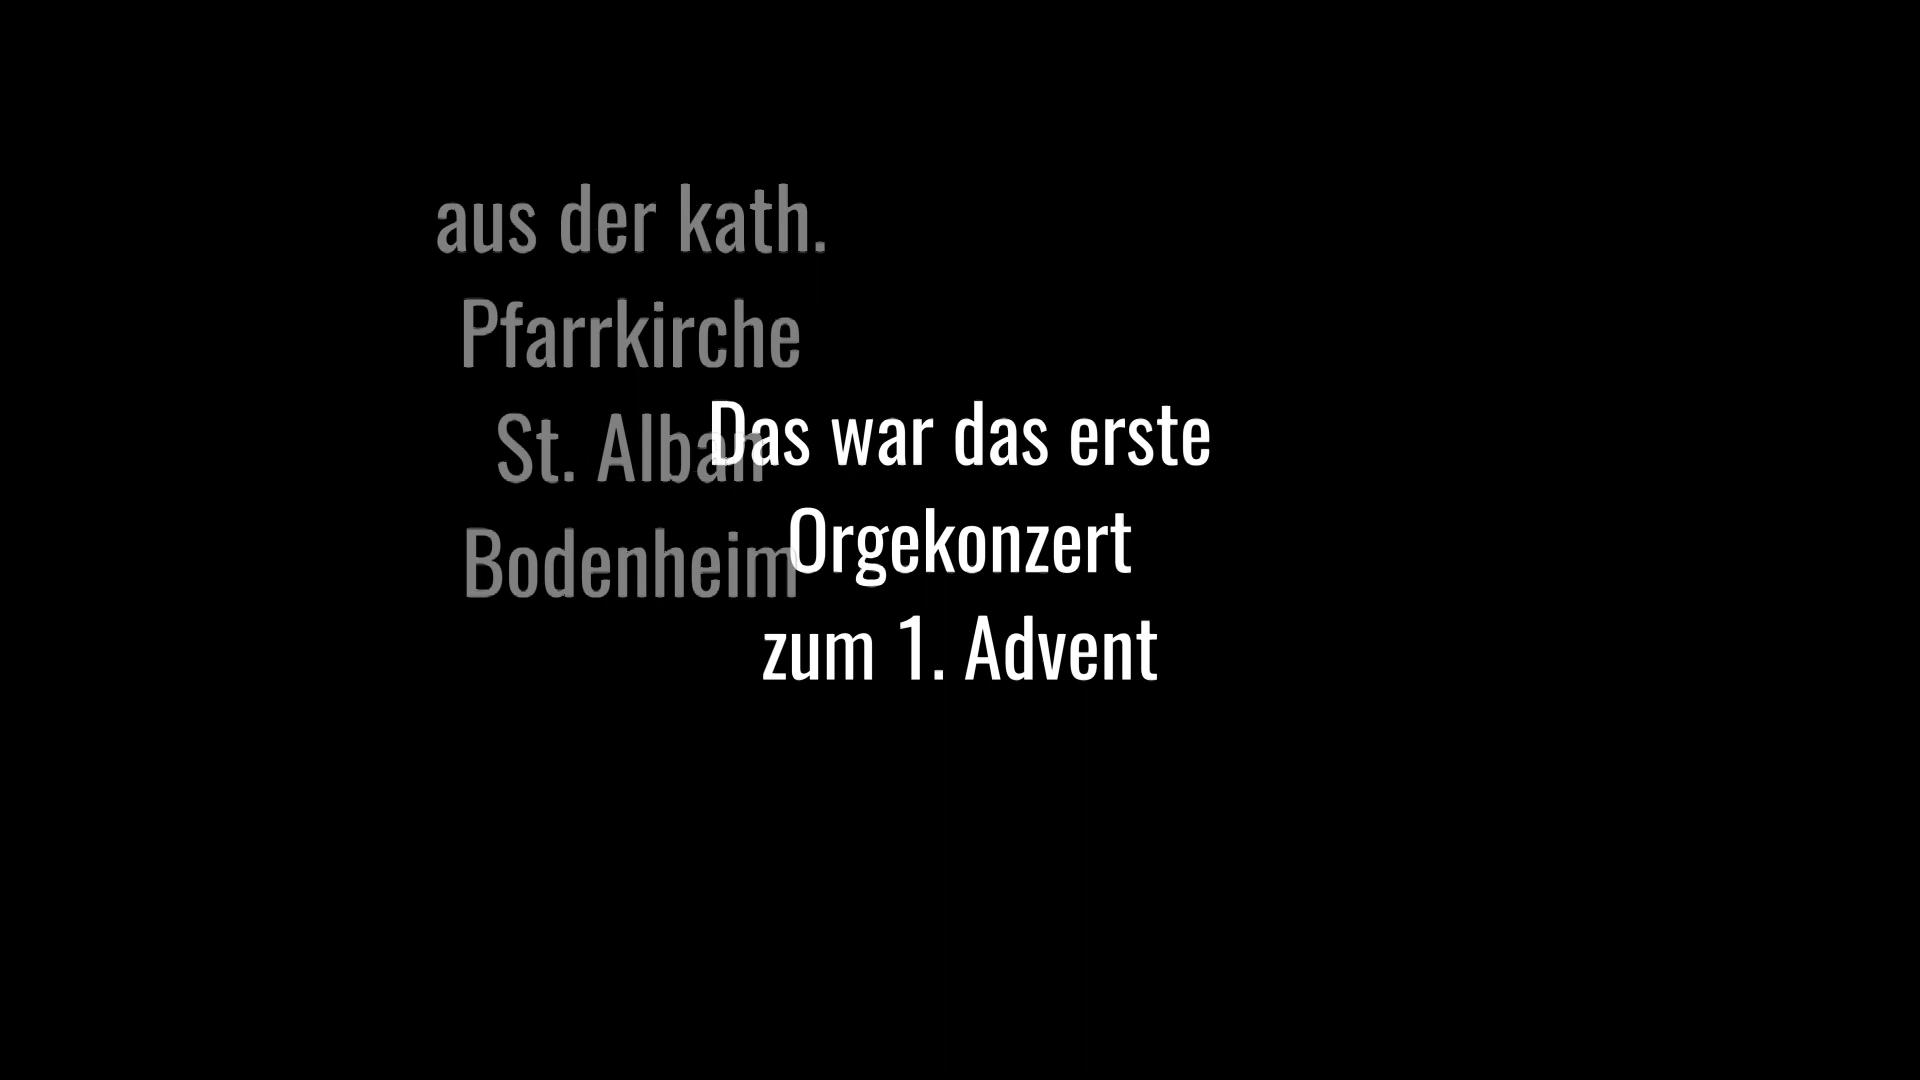 aus der kath.
Pfarrkirche
St. Alban
Bodenheim
Das war das erste
Orgekonzert
zum 1. Advent